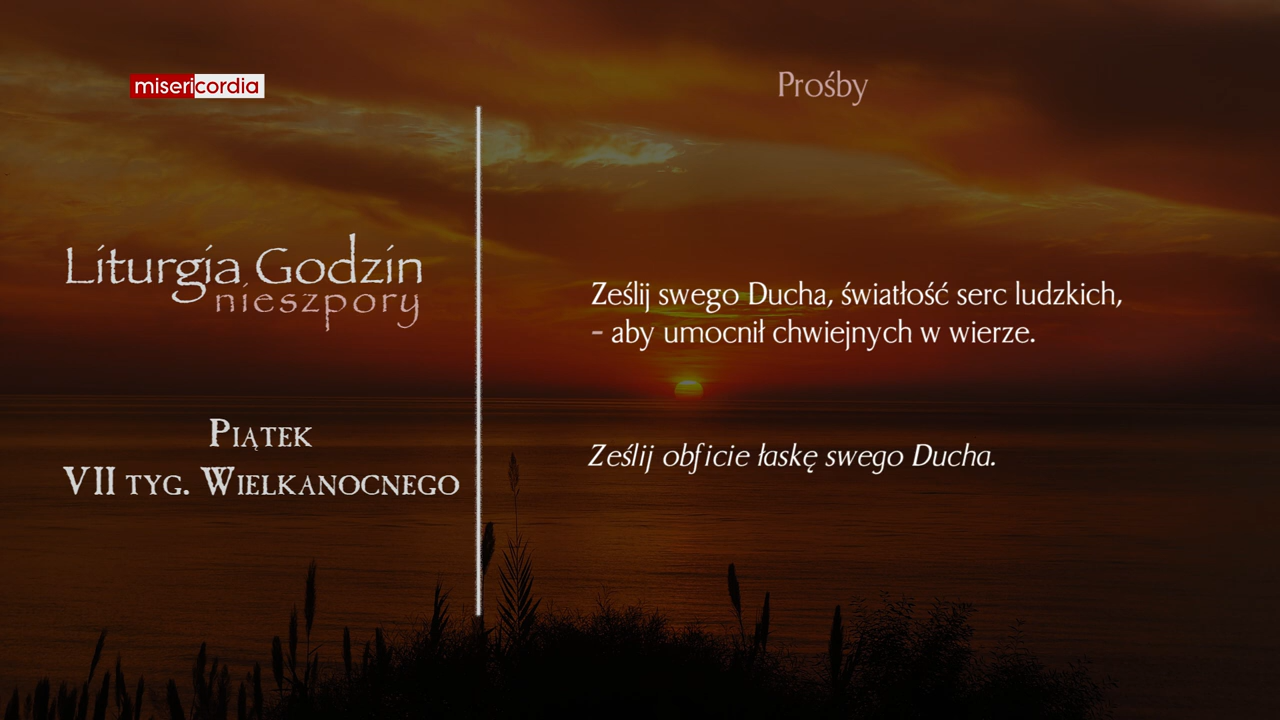 misericordia
Liturgia Godzin
nieszpory
Piątek
VII tyg. Wielkanocnego
Prośby
Ześlij swego Ducha, światłość serc ludzkich,
- aby umocnił chwiejnych w wierze.
Ześlij obficie łaskę swego Ducha.